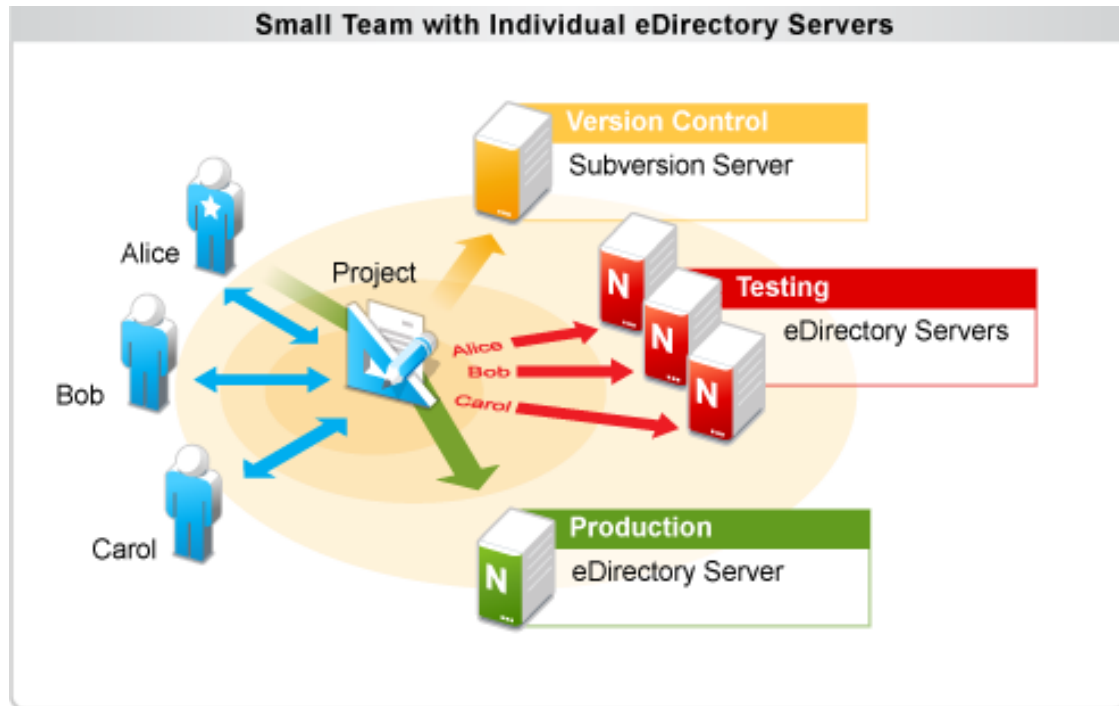 Small Team with Individual eDirectory Servers
Version Control
Subversion Server
Alice
Project
Testing
eDirectory Servers
N
N
N
Alice
Bob
Carol
Bob
Carol
Production
eDirectory Server
N